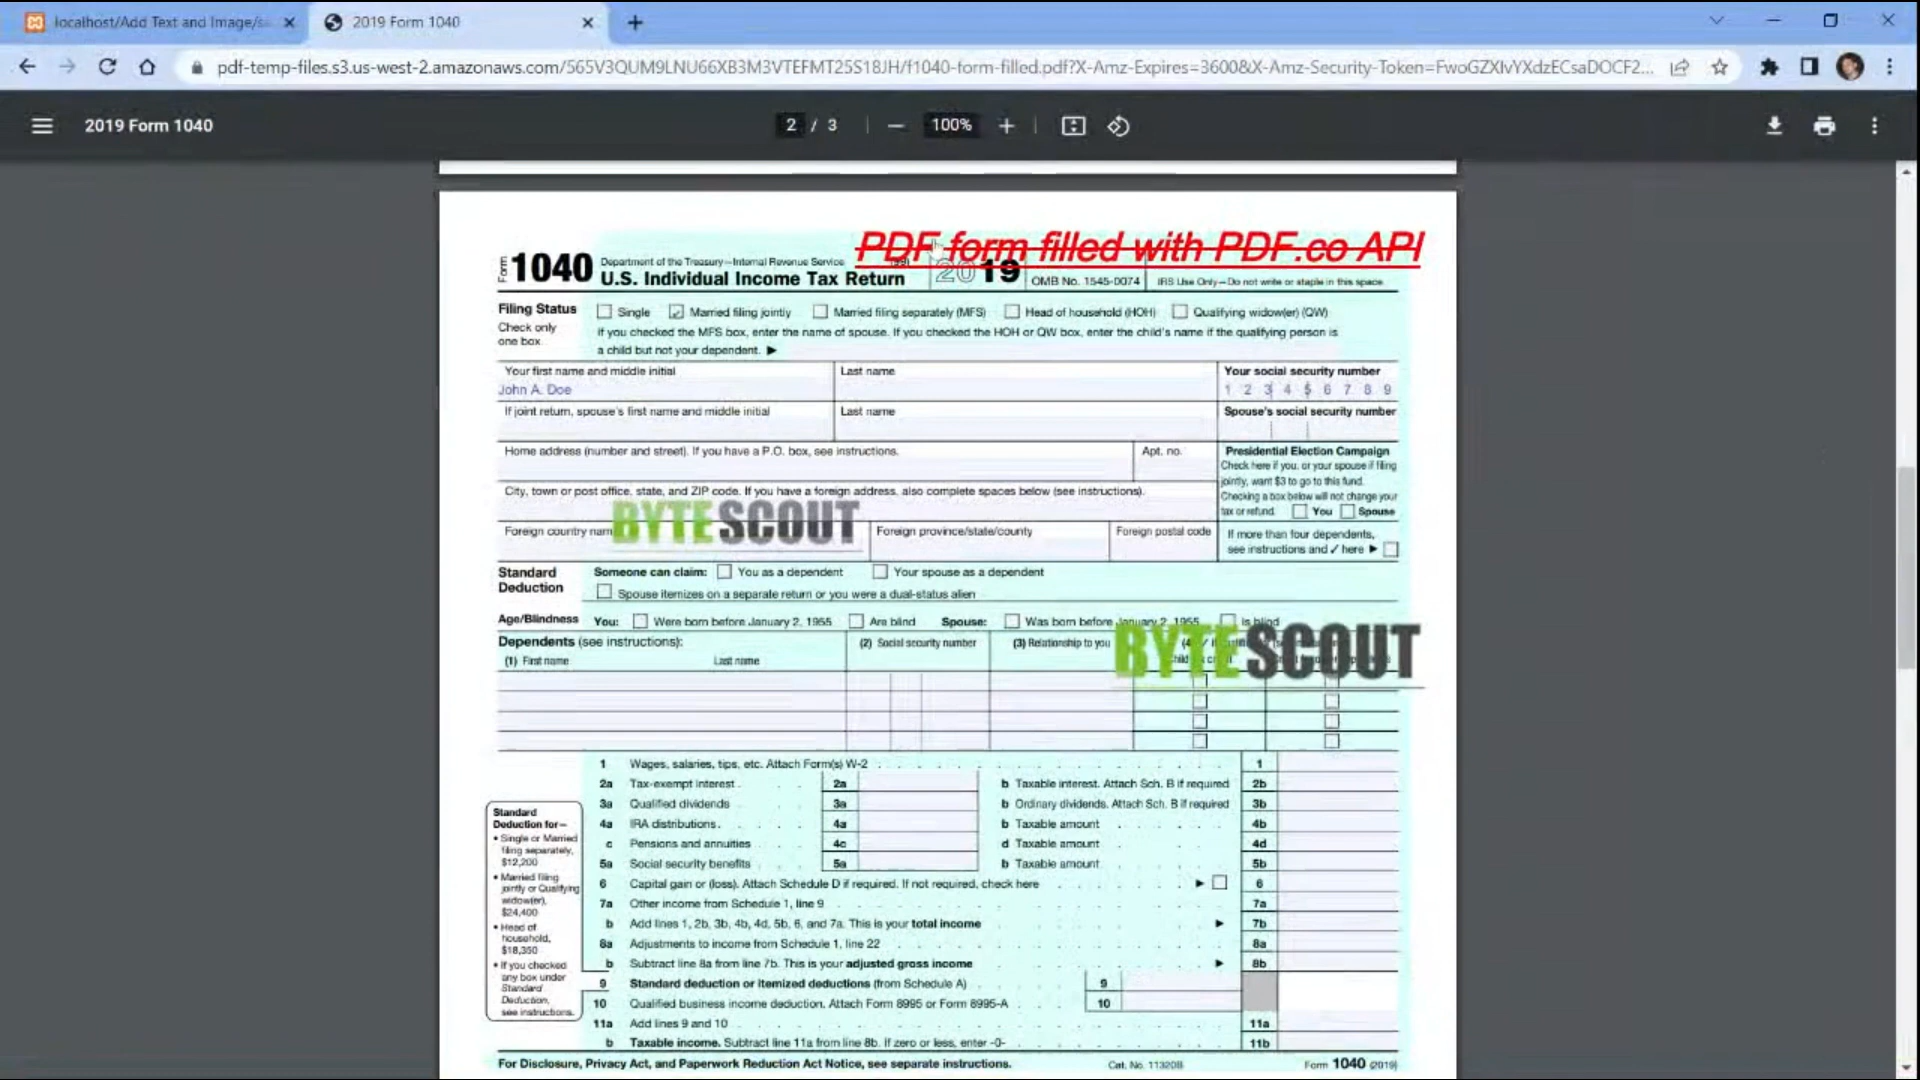 localhost/Add Text and Image/s
2019 Form 1040
pdf-temp-files.s3.us-west-2.amazonaws.com/565V3QUM9LNU66XB3M3VTEFMT25S18JH/f1040-form-filled.pdf?X-Amz-Expires=3600&X-Amz-Security-Token=FwoGZXIvYXdzECsaDOCF2...
2019 Form 1040
2 / 3
100%
PDF form filled with PDF.co API
Form 1040
Department of the Treasury—Internal Revenue Service (99)
U.S. Individual Income Tax Return
2019
OMB No. 1545-0074
IRS Use Only—Do not write or staple in this space.
Filing Status
Check only
one box.
Single
Married filing jointly
Married filing separately (MFS)
Head of household (HOH)
Qualifying widow(er) (QW)
If you checked the MFS box, enter the name of spouse. If you checked the HOH or QW box, enter the child's name if the qualifying person is
a child but not your dependent. ►
Your first name and middle initial
Last name
Your social security number
John A. Doe
1 2 3 4 5 6 7 8 9
If joint return, spouse's first name and middle initial
Last name
Spouse's social security number
Home address (number and street). If you have a P.O. box, see instructions.
Apt. no.
Presidential Election Campaign
Check here if you, or your spouse if filing
jointly, want $3 to go to this fund.
Checking a box below will not change your
tax or refund.
You
Spouse
City, town or post office, state, and ZIP code. If you have a foreign address, also complete spaces below (see instructions).
BYTESCOUT
Foreign country nam
Foreign province/state/county
Foreign postal code
If more than four dependents,
see instructions and ✓ here ►
Standard
Deduction
Someone can claim:
You as a dependent
Your spouse as a dependent
Spouse itemizes on a separate return or you were a dual-status alien
Age/Blindness
You:
Were born before January 2, 1955
Are blind
Spouse:
Was born before January 2, 1955
Is blind
BYTESCOUT
Dependents (see instructions):
(2) Social security number
(3) Relationship to you
(1) First name
Last name
1 Wages, salaries, tips, etc. Attach Form(s) W-2 1
2a Tax-exempt interest 2a b Taxable interest. Attach Sch. B if required 2b
3a Qualified dividends 3a b Ordinary dividends. Attach Sch. B if required 3b
4a IRA distributions 4a b Taxable amount 4b
c Pensions and annuities 4c d Taxable amount 4d
5a Social security benefits 5a b Taxable amount 5b
6 Capital gain or (loss). Attach Schedule D if required. If not required, check here ► 6
7a Other income from Schedule 1, line 9 7a
b Add lines 1, 2b, 3b, 4b, 4d, 5b, 6, and 7a. This is your total income ► 7b
8a Adjustments to income from Schedule 1, line 22 8a
b Subtract line 8a from line 7b. This is your adjusted gross income ► 8b
9 Standard deduction or itemized deductions (from Schedule A) 9
10 Qualified business income deduction. Attach Form 8995 or Form 8995-A 10
11a Add lines 9 and 10 11a
b Taxable income. Subtract line 11a from line 8b. If zero or less, enter -0- 11b
Standard
Deduction for—
• Single or Married
filing separately,
$12,200
• Married filing
jointly or Qualifying
widow(er),
$24,400
• Head of
household,
$18,350
• If you checked
any box under
Standard
Deduction,
see instructions.
For Disclosure, Privacy Act, and Paperwork Reduction Act Notice, see separate instructions.
Cat. No. 11320B
Form 1040 (2019)